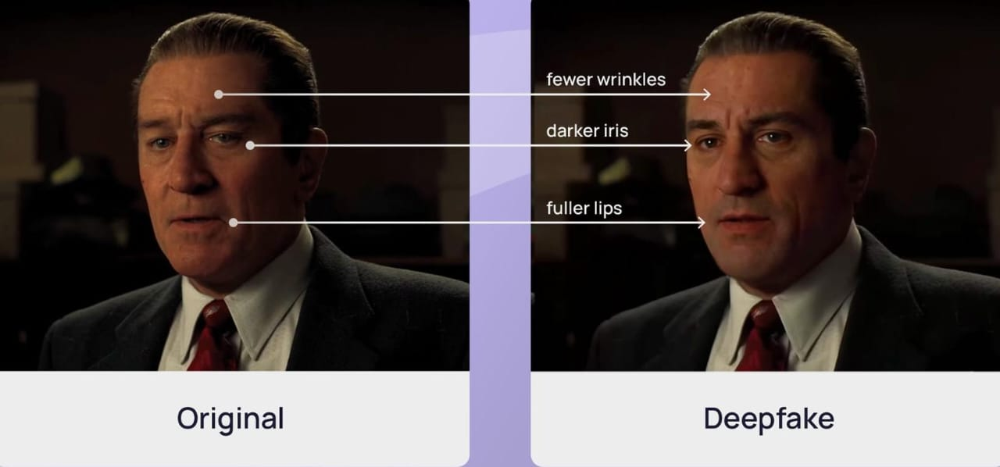 fewer wrinkles
darker iris
fuller lips
Original
Deepfake